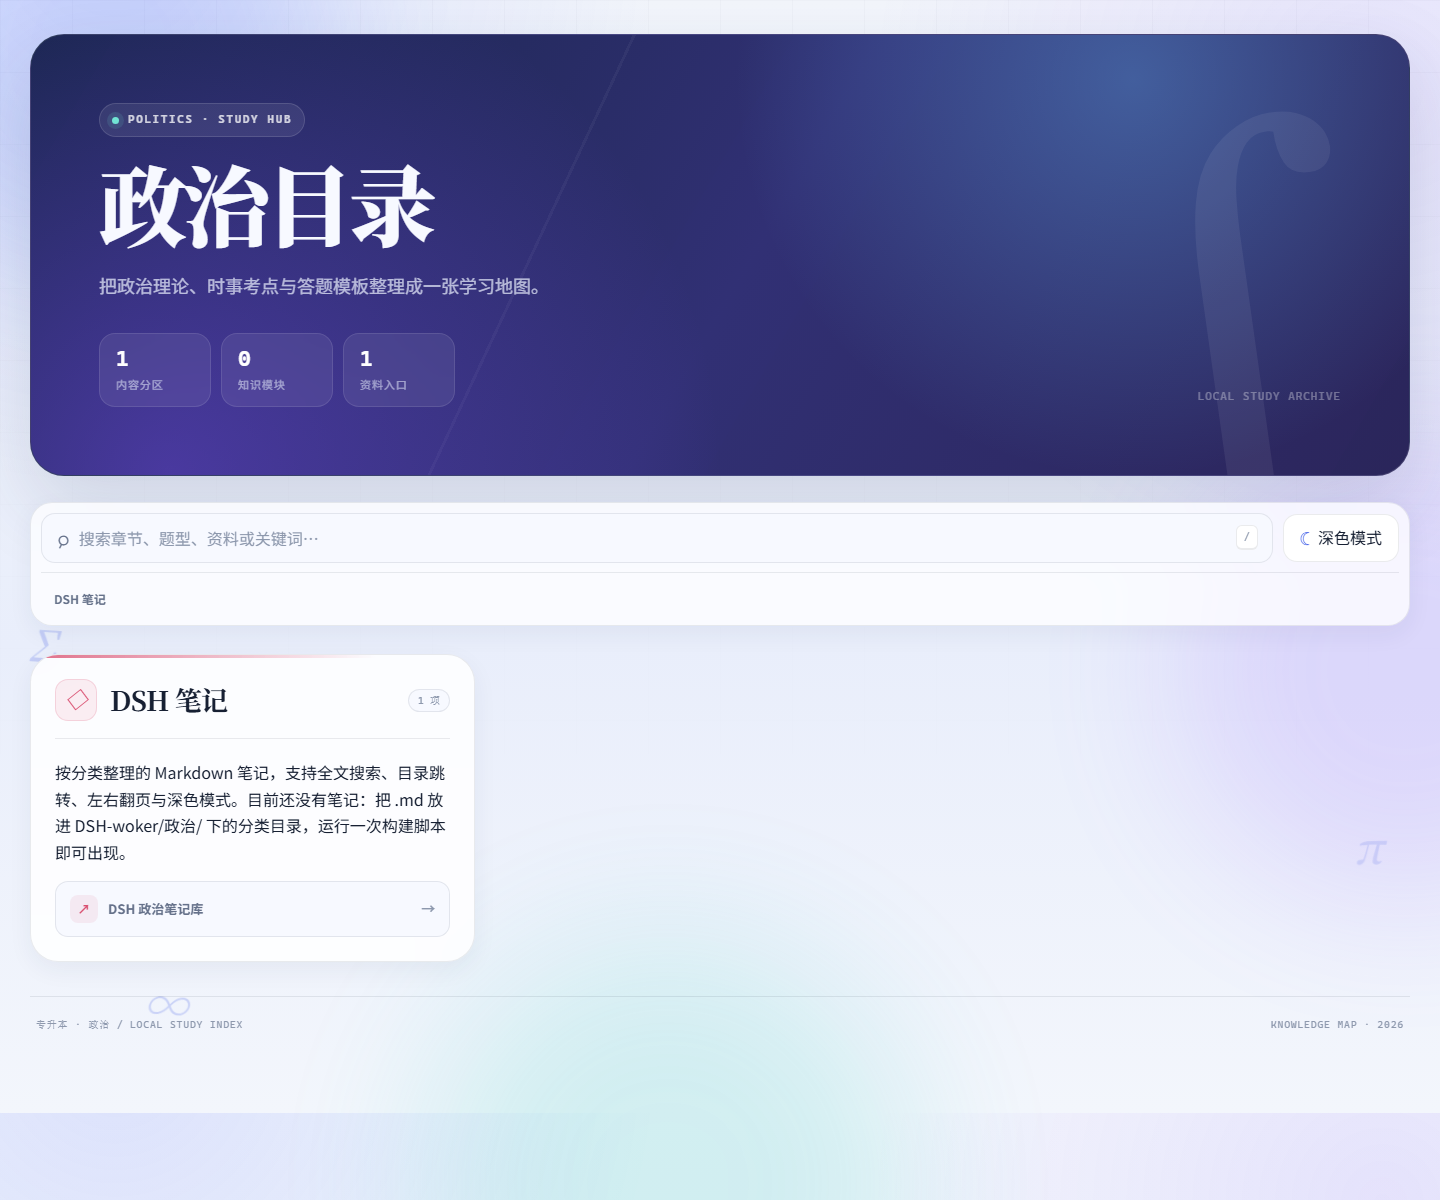 POLITICS · STUDY HUB
政治目录
把政治理论、时事考点与答题模板整理成一张学习地图。
1
内容分区
0
知识模块
1
资料入口
∫
LOCAL STUDY ARCHIVE
搜索章节、题型、资料或关键词…
/
☾ 深色模式
DSH 笔记
Σ
DSH 笔记
1 项
按分类整理的 Markdown 笔记，支持全文搜索、目录跳
转、左右翻页与深色模式。目前还没有笔记：把 .md 放
进 DSH-woker/政治/ 下的分类目录，运行一次构建脚本
即可出现。
π
↗ DSH 政治笔记库 →
∞
专升本 · 政治 / LOCAL STUDY INDEX
KNOWLEDGE MAP · 2026